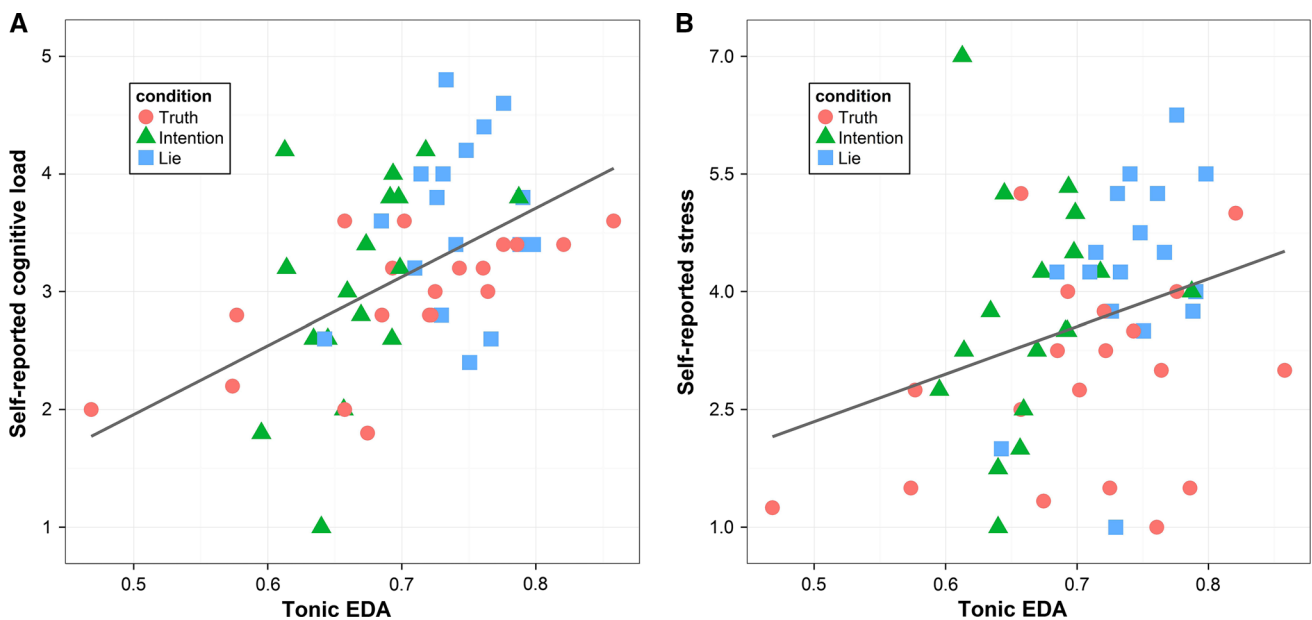 A
Self-reported cognitive load
5
4
3
2
1
condition
Truth
Intention
Lie
0.5
0.6
0.7
0.8
Tonic EDA
B
Self-reported stress
7.0
5.5
4.0
2.5
1.0
condition
Truth
Intention
Lie
0.5
0.6
0.7
0.8
Tonic EDA